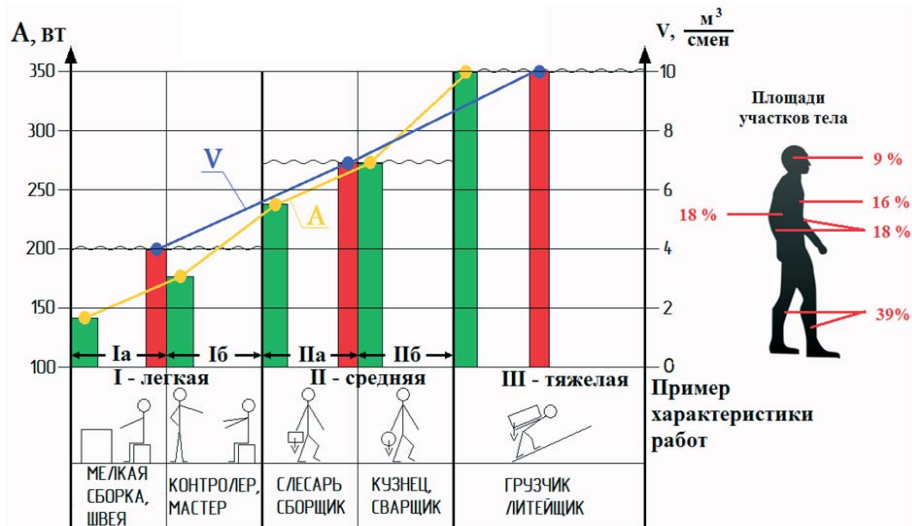 А, вт
V, м³
смен
350
300
250
200
150
100
10
8
6
4
2
0
V
А
Iа
Iб
IIа
IIб
I - легкая
II - средняя
III - тяжелая
Пример
характеристики
работ
МЕЛКАЯ
СБОРКА,
ШВЕЯ
КОНТРОЛЕР,
МАСТЕР
СЛЕСАРЬ
СБОРЩИК
КУЗНЕЦ,
СВАРЩИК
ГРУЗЧИК
ЛИТЕЙЩИК
Площади
участков тела
9 %
16 %
18 %
18 %
39%